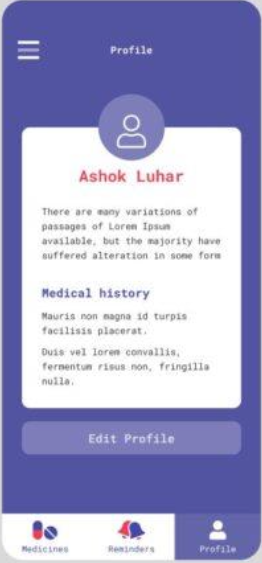 Profile
Ashok Luhar
There are many variations of
passages of Lorem Ipsum
available, but the majority have
suffered alteration in some form
Medical history
Mauris non magna id turpis
facilisis placerat.
Duis vel lorem convallis,
fermentum risus non, fringilla
nulla.
Edit Profile
Medicines
Reminders
Profile